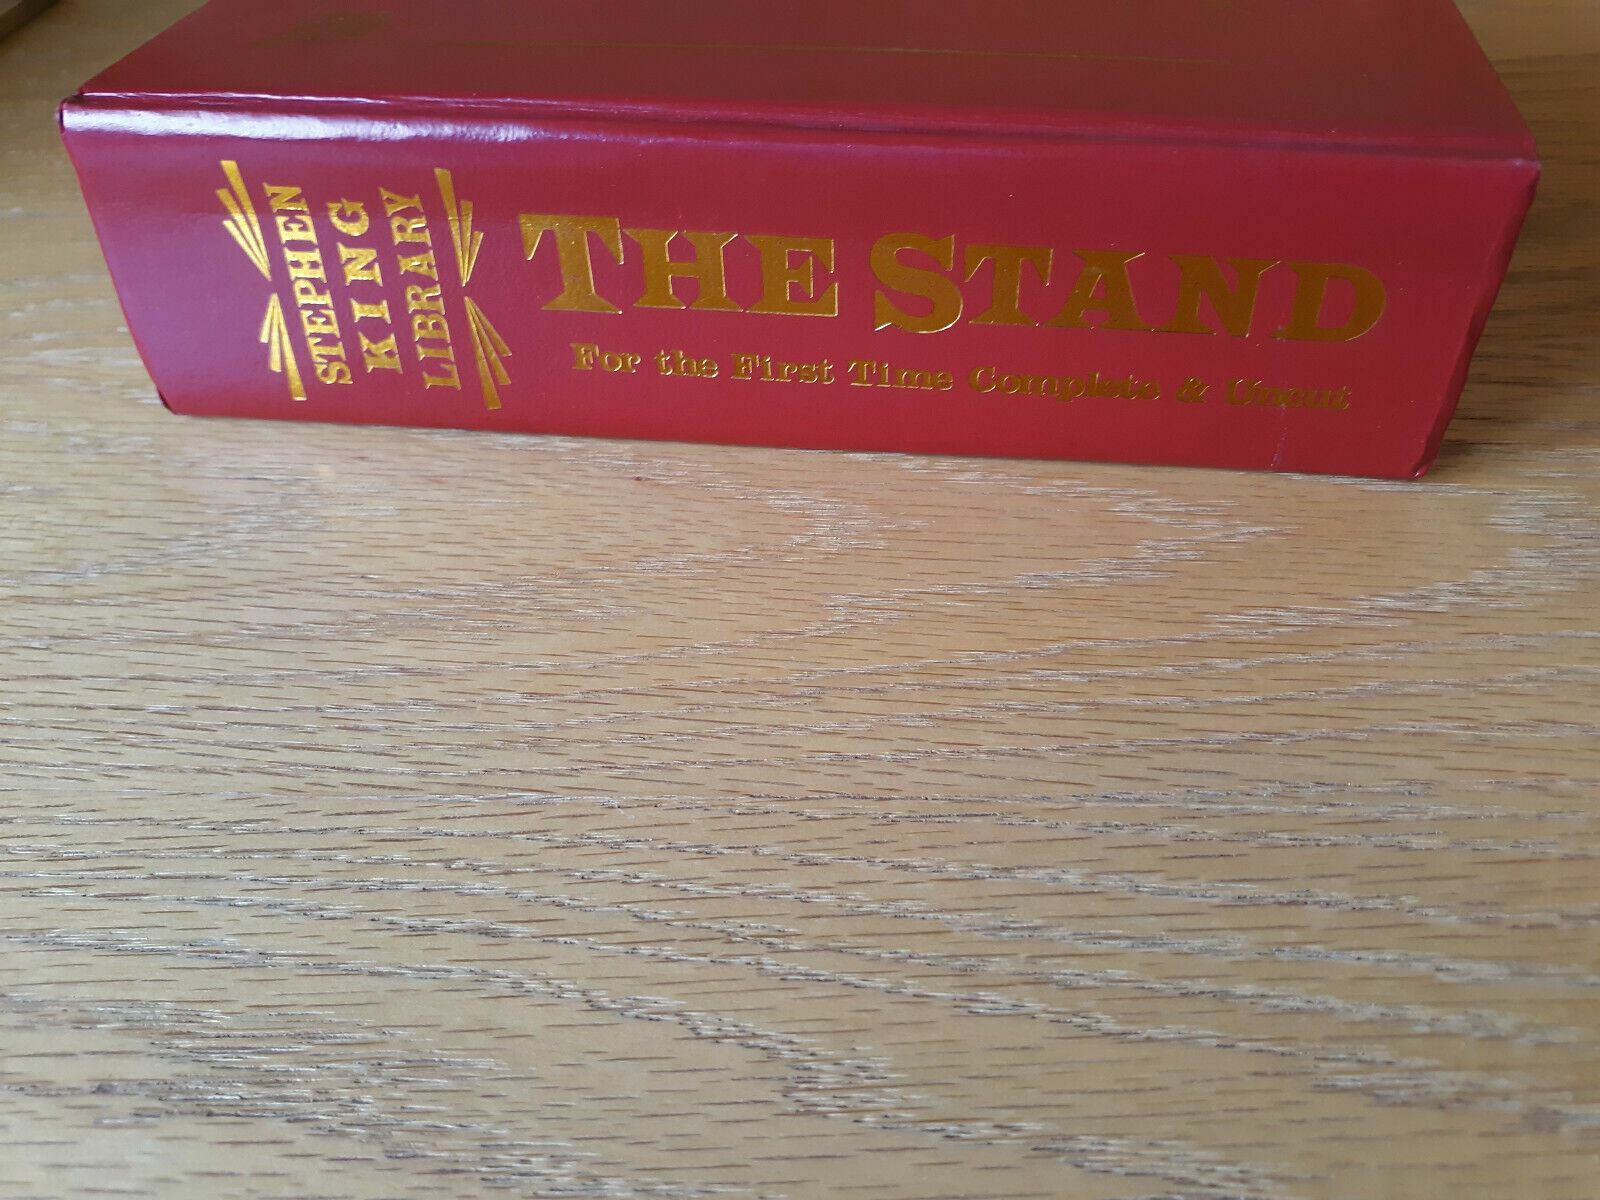 STEPHEN
KING
LIBRARY
THE STAND
For the First Time Complete & Uncut